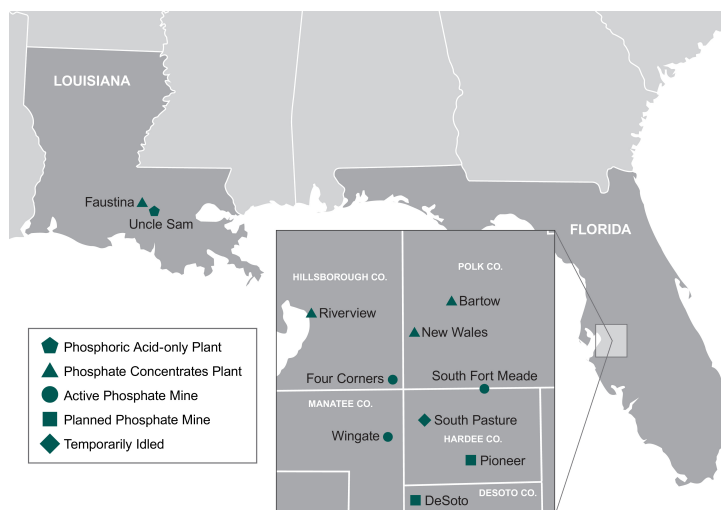 LOUISIANA
Faustina
Uncle Sam
FLORIDA
HILLSBOROUGH CO.
POLK CO.
Riverview
Bartow
New Wales
Four Corners
South Fort Meade
MANATEE CO.
South Pasture
Wingate
HARDEE CO.
Pioneer
DESOTO CO.
DeSoto
Phosphoric Acid-only Plant
Phosphate Concentrates Plant
Active Phosphate Mine
Planned Phosphate Mine
Temporarily Idled